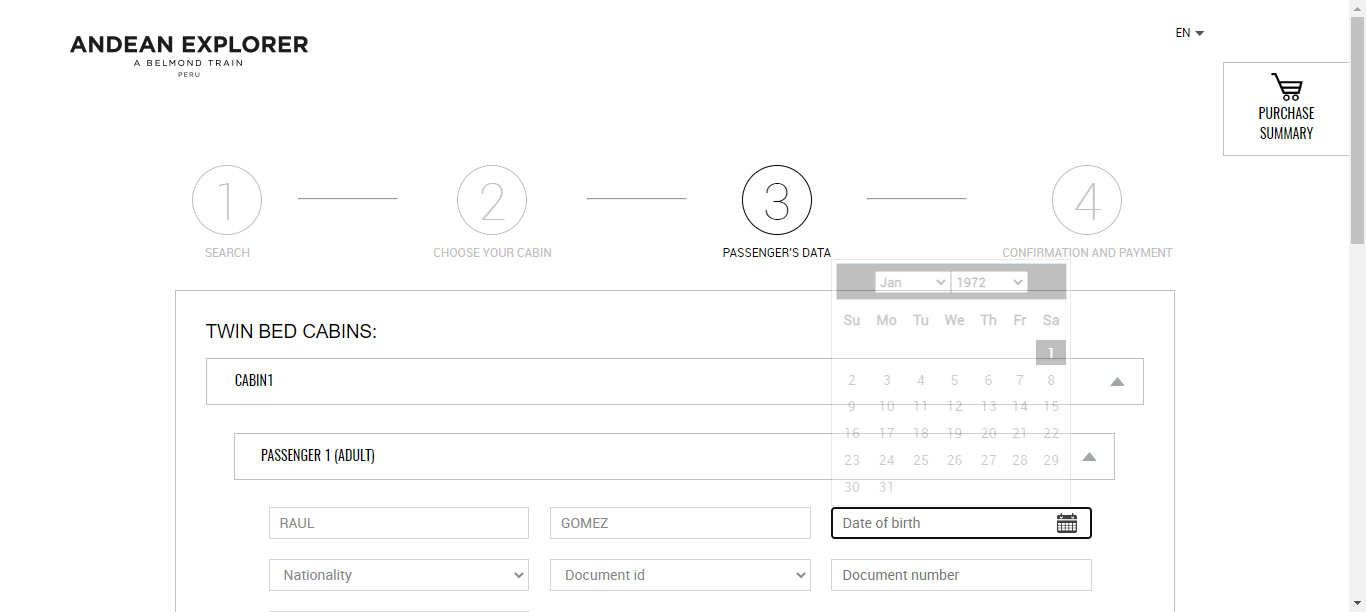 ANDEAN EXPLORER
A BELMOND TRAIN
PERU
EN
PURCHASE
SUMMARY
1
2
3
4
SEARCH
CHOOSE YOUR CABIN
PASSENGER'S DATA
CONFIRMATION AND PAYMENT
Jan 1972
Su Mo Tu We Th Fr Sa
1
2 3 4 5 6 7 8
9 10 11 12 13 14 15
16 17 18 19 20 21 22
23 24 25 26 27 28 29
30 31
TWIN BED CABINS:
CABIN1
PASSENGER 1 (ADULT)
RAUL
GOMEZ
Date of birth
Nationality
Document id
Document number